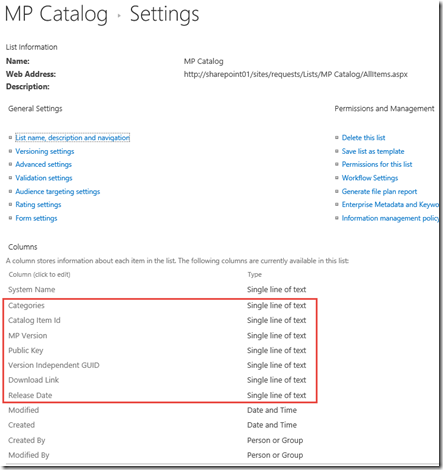 MP Catalog ▸ Settings
List Information
Name: MP Catalog
Web Address: http://sharepoint01/sites/requests/Lists/MP Catalog/AllItems.aspx
Description:
General Settings Permissions and Management
List name, description and navigation Delete this list
Versioning settings Save list as template
Advanced settings Permissions for this list
Validation settings Workflow Settings
Audience targeting settings Generate file plan report
Rating settings Enterprise Metadata and Keywo
Form settings Information management policy
Columns
A column stores information about each item in the list. The following columns are currently available in this list:
Column (click to edit) Type
System Name Single line of text
Categories Single line of text
Catalog Item Id Single line of text
MP Version Single line of text
Public Key Single line of text
Version Independent GUID Single line of text
Download Link Single line of text
Release Date Single line of text
Modified Date and Time
Created Date and Time
Created By Person or Group
Modified By Person or Group